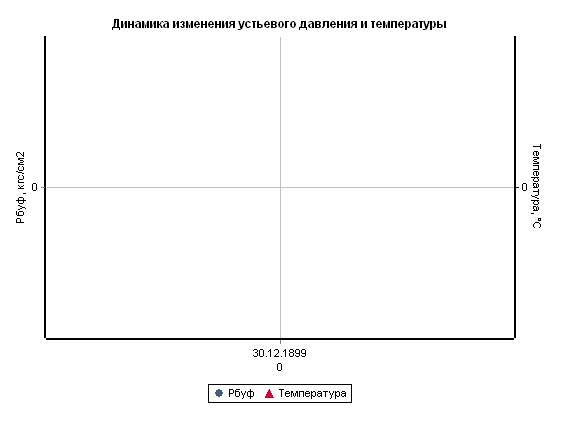 Динамика изменения устьевого давления и температуры
Рбуф, кгс/см2
0
0
Температура, °С
30.12.1899
0
Рбуф
Температура